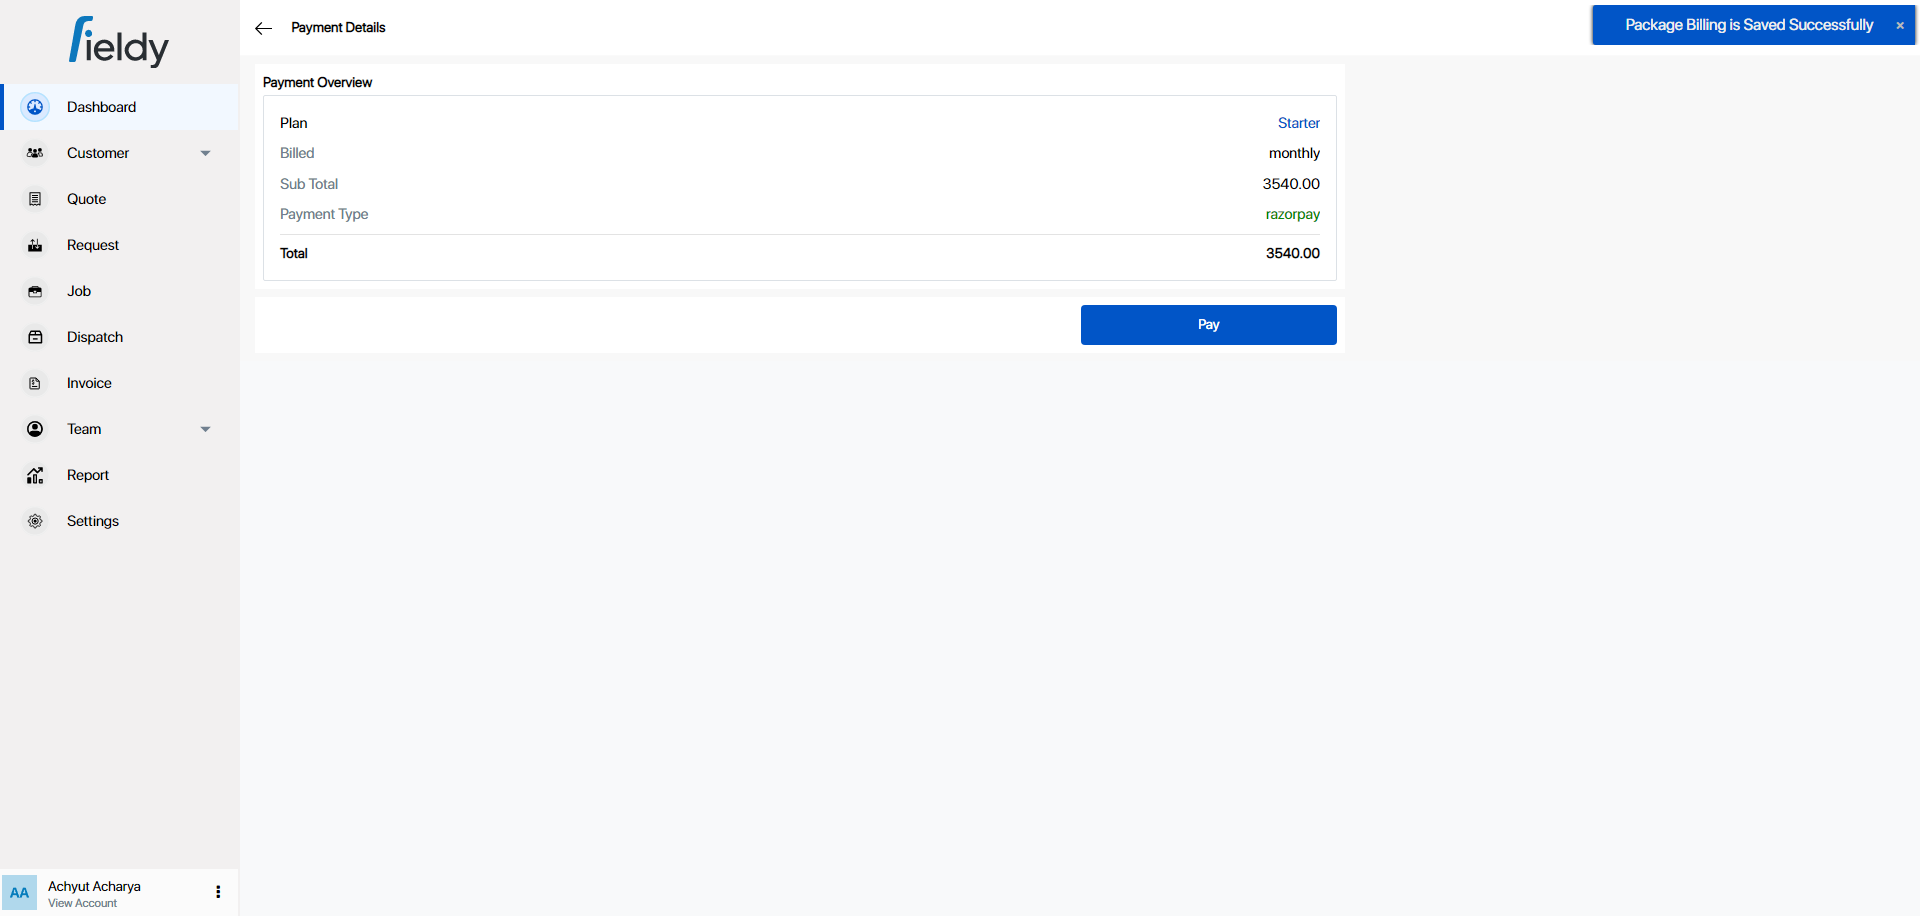 fieldy
Payment Details
Package Billing is Saved Successfully ×
Dashboard
Customer
Quote
Request
Job
Dispatch
Invoice
Team
Report
Settings
Payment Overview
Plan Starter
Billed monthly
Sub Total 3540.00
Payment Type razorpay
Total 3540.00
Pay
AA
Achyut Acharya
View Account